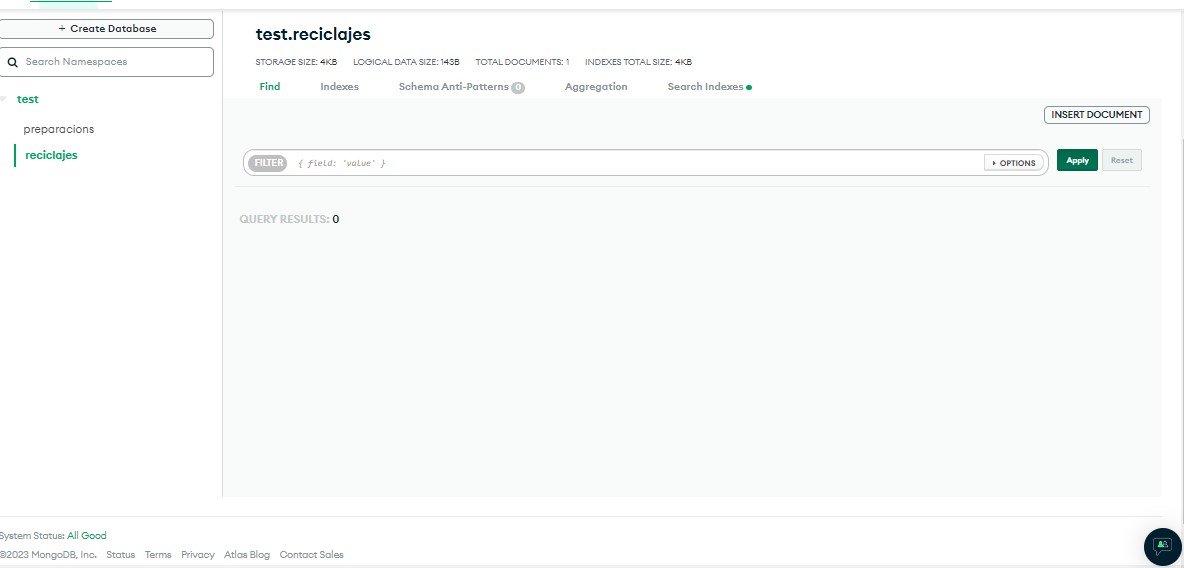 + Create Database
Search Namespaces
test
preparacions
reciclajes
test.reciclajes
STORAGE SIZE: 4KB LOGICAL DATA SIZE: 143B TOTAL DOCUMENTS: 1 INDEXES TOTAL SIZE: 4KB
Find Indexes Schema Anti-Patterns 0 Aggregation Search Indexes
INSERT DOCUMENT
FILTER { field: 'value' } OPTIONS Apply Reset
QUERY RESULTS: 0
System Status: All Good
©2023 MongoDB, Inc. Status Terms Privacy Atlas Blog Contact Sales